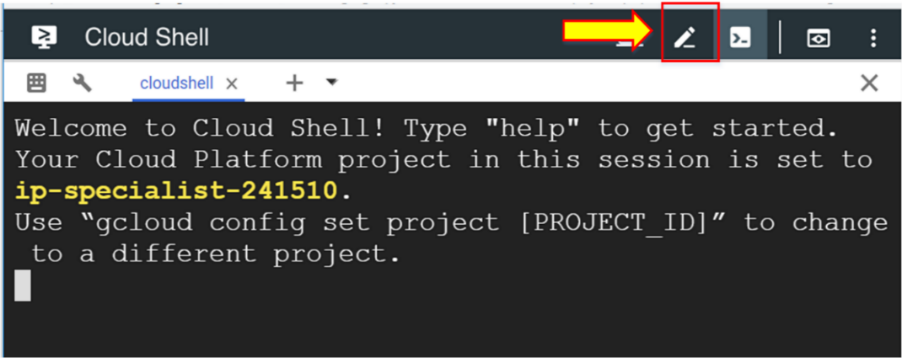 Cloud Shell
cloudshell
Welcome to Cloud Shell! Type "help" to get started.
Your Cloud Platform project in this session is set to
ip-specialist-241510.
Use “gcloud config set project [PROJECT_ID]” to change
to a different project.